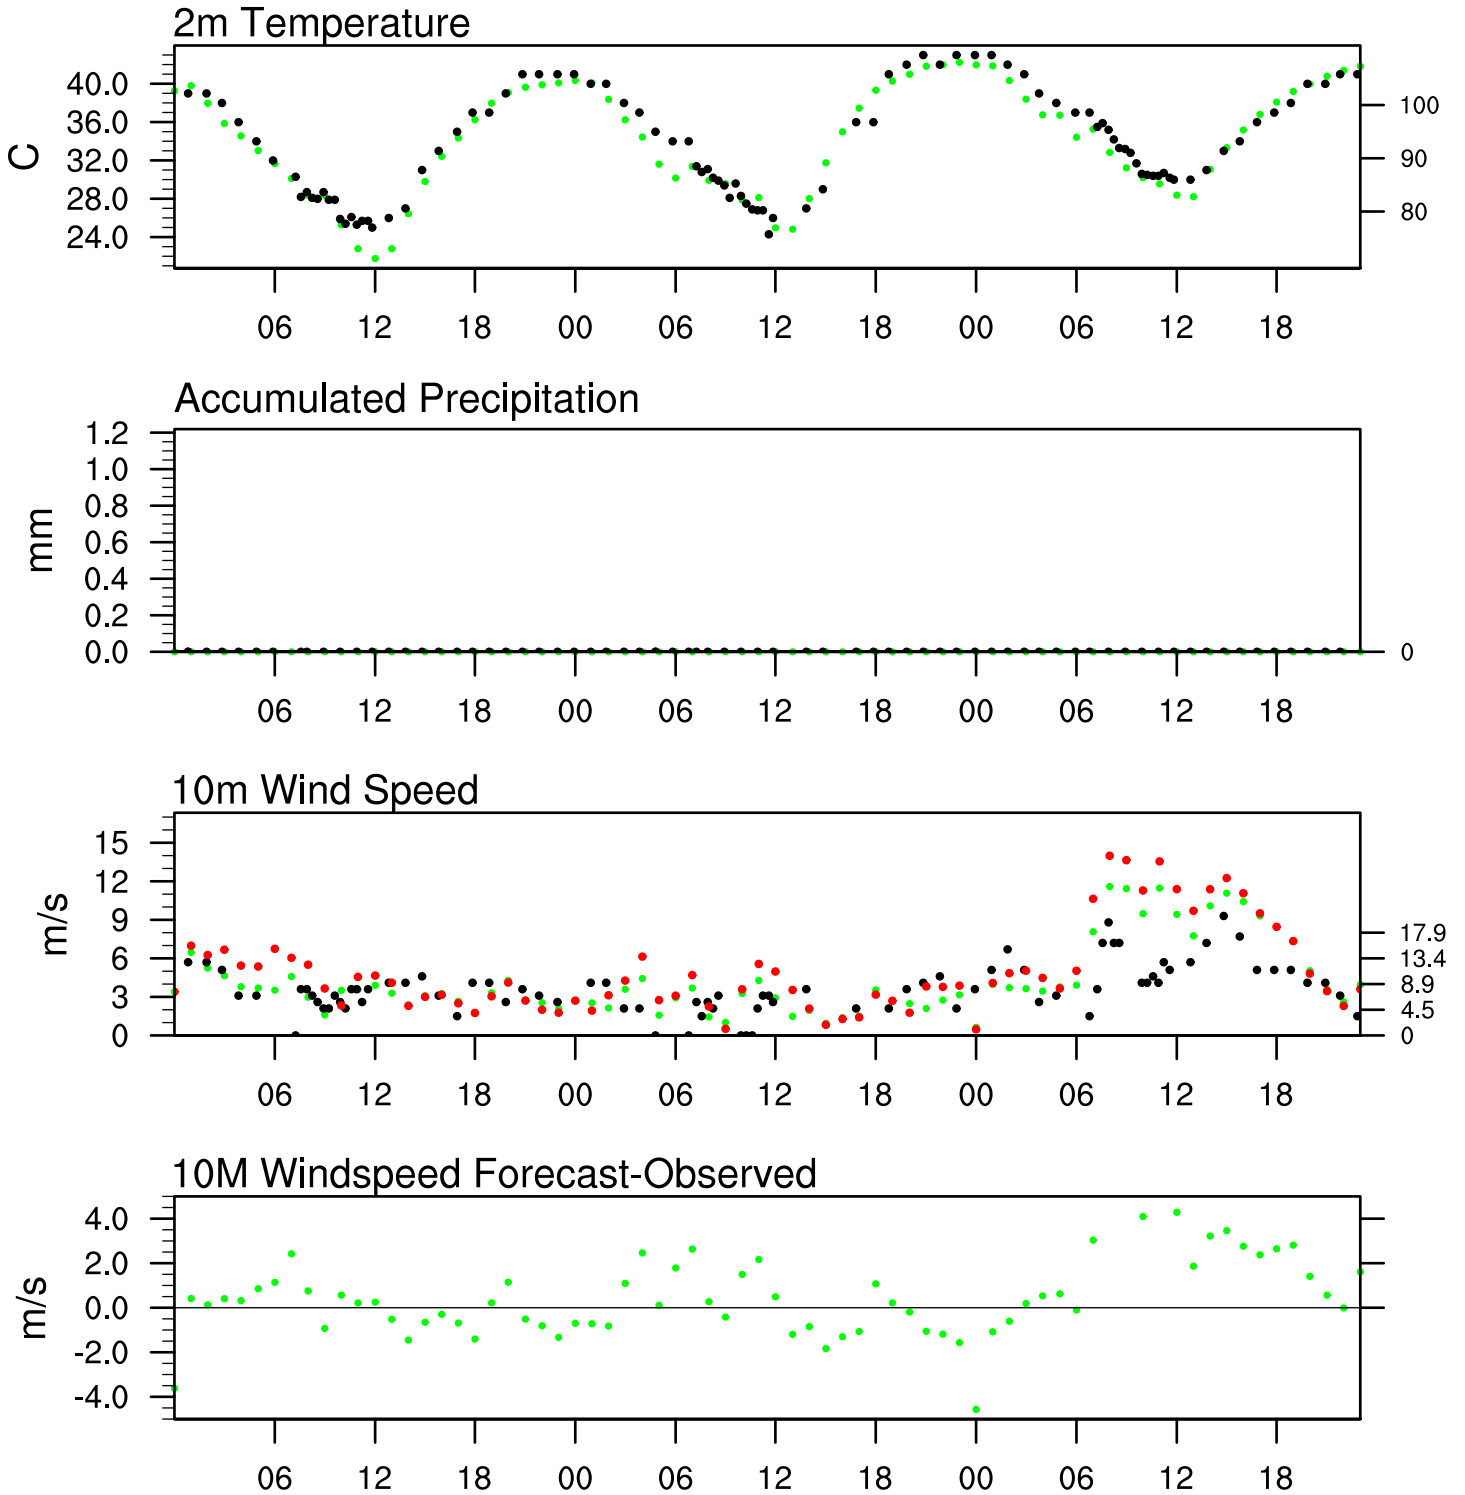 2m Temperature
40.0
36.0
32.0
28.0
24.0
C
100
90
80
06 12 18 00 06 12 18 00 06 12 18
Accumulated Precipitation
1.2
1.0
0.8
0.6
0.4
0.2
0.0
mm
0
06 12 18 00 06 12 18 00 06 12 18
10m Wind Speed
15
12
9
6
3
0
m/s
17.9
13.4
8.9
4.5
0
06 12 18 00 06 12 18 00 06 12 18
10M Windspeed Forecast-Observed
4.0
2.0
0.0
-2.0
-4.0
m/s
06 12 18 00 06 12 18 00 06 12 18